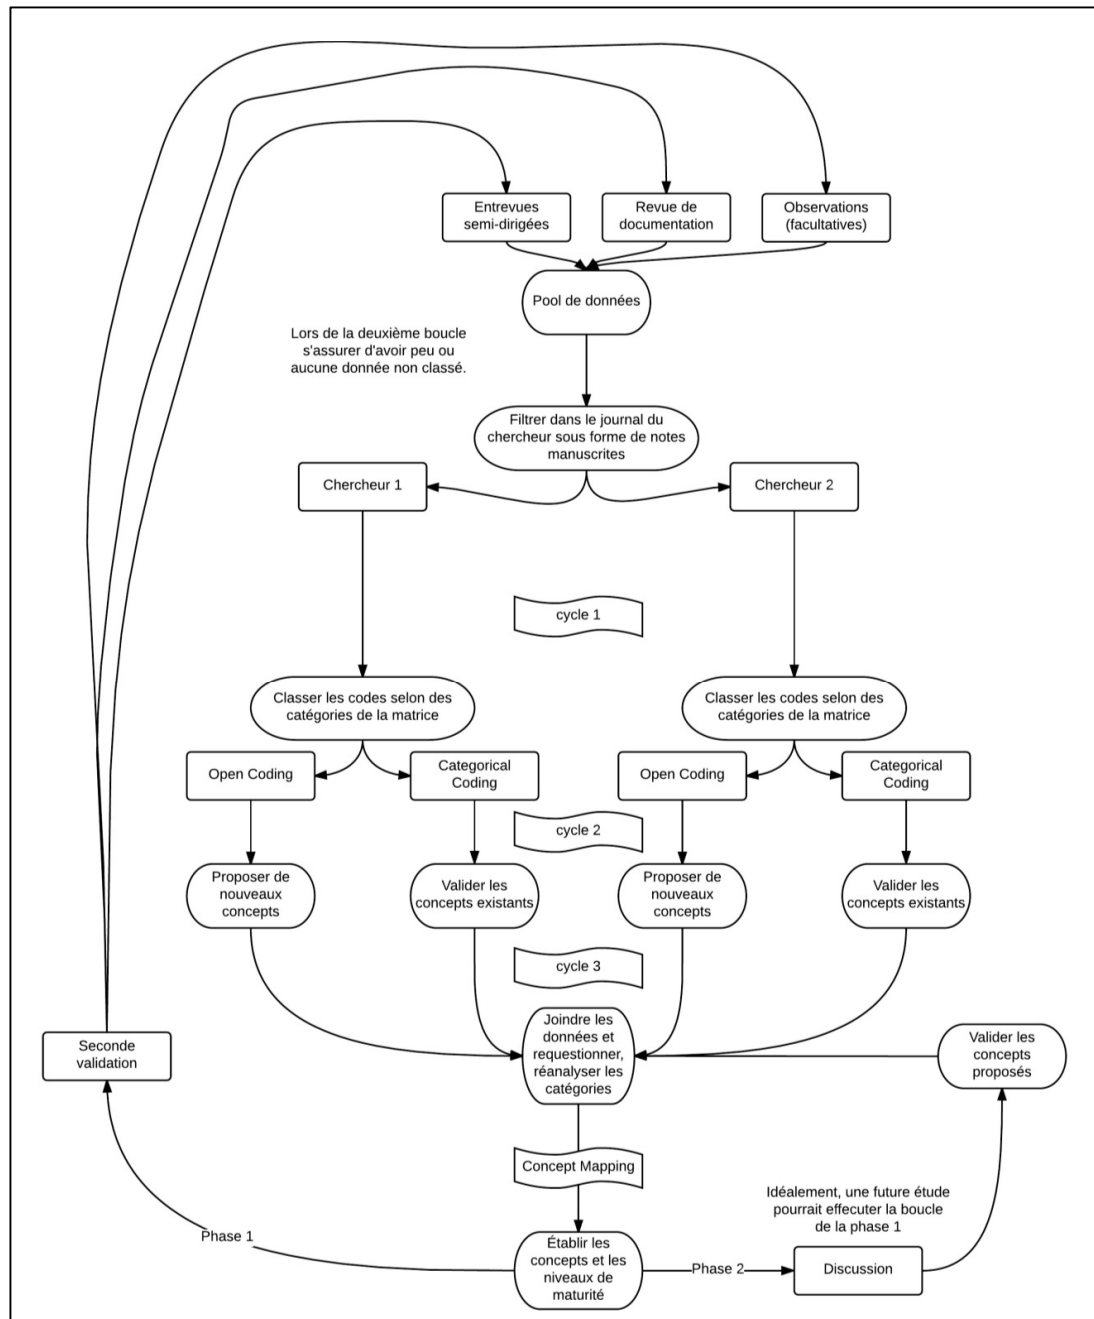 Entrevues
semi-dirigées
Revue de
documentation
Observations
(facultatives)
Pool de données
Lors de la deuxième boucle
s'assurer d'avoir peu ou
aucune donnée non classé.
Filtrer dans le journal du
chercheur sous forme de notes
manuscrites
Chercheur 1
Chercheur 2
cycle 1
Classer les codes selon des
catégories de la matrice
Classer les codes selon des
catégories de la matrice
Open Coding
Categorical
Coding
Open Coding
Categorical
Coding
cycle 2
Proposer de
nouveaux
concepts
Valider les
concepts existants
Proposer de
nouveaux
concepts
Valider les
concepts existants
cycle 3
Joindre les
données et
requestionner,
réanalyser les
catégories
Seconde
validation
Valider les
concepts
proposés
Concept Mapping
Idéalement, une future étude
pourrait effecuter la boucle
de la phase 1
Phase 1
Établir les
concepts et les
niveaux de
maturité
Phase 2
Discussion